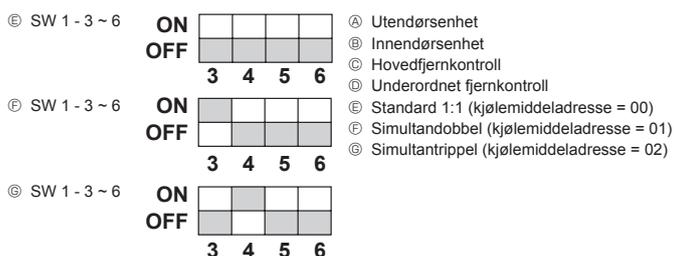 Ⓔ SW 1 - 3 ~ 6
ON
OFF
3 4 5 6
Ⓕ SW 1 - 3 ~ 6
ON
OFF
3 4 5 6
Ⓖ SW 1 - 3 ~ 6
ON
OFF
3 4 5 6
Ⓐ Utendørsenhet
Ⓑ Innendørsenhet
Ⓒ Hovedfjernkontroll
Ⓓ Underordnet fjernkontroll
Ⓔ Standard 1:1 (kjølemiddeladresse = 00)
Ⓕ Simultandobbel (kjølemiddeladresse = 01)
Ⓖ Simultantrippel (kjølemiddeladresse = 02)